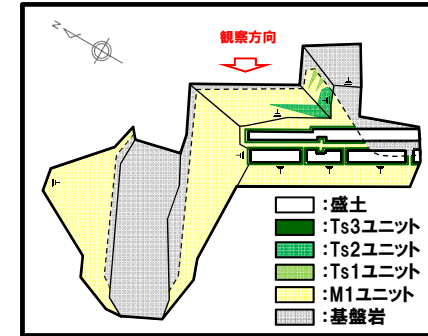 N
観察方向
:盛土
:Ts3ユニット
:Ts2ユニット
:Ts1ユニット
:M1ユニット
:基盤岩